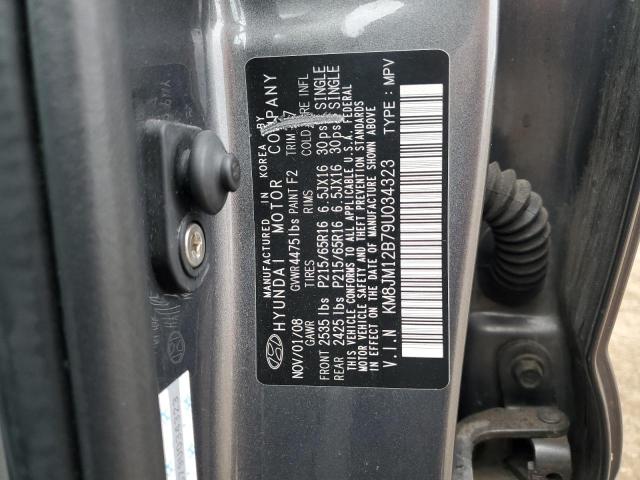 MANUFACTURED IN KOREA BY
HYUNDAI MOTOR COMPANY
NOV/01/08 GVWR 4475lbs PAINT F2 TRIM
GAWR TIRES RIMS COLD INFL
FRONT 2535lbs P215/65R16 6.5JX16 30psi SINGLE
REAR 2425lbs P215/65R16 6.5JX16 30psi SINGLE
THIS VEHICLE CONFORMS TO ALL APPLICABLE U.S.A. FEDERAL
MOTOR VEHICLE SAFETY AND THEFT PREVENTION STANDARDS
IN EFFECT ON THE DATE OF MANUFACTURE SHOWN ABOVE
V.I.N KM8JM12B79U034323 TYPE : MPV